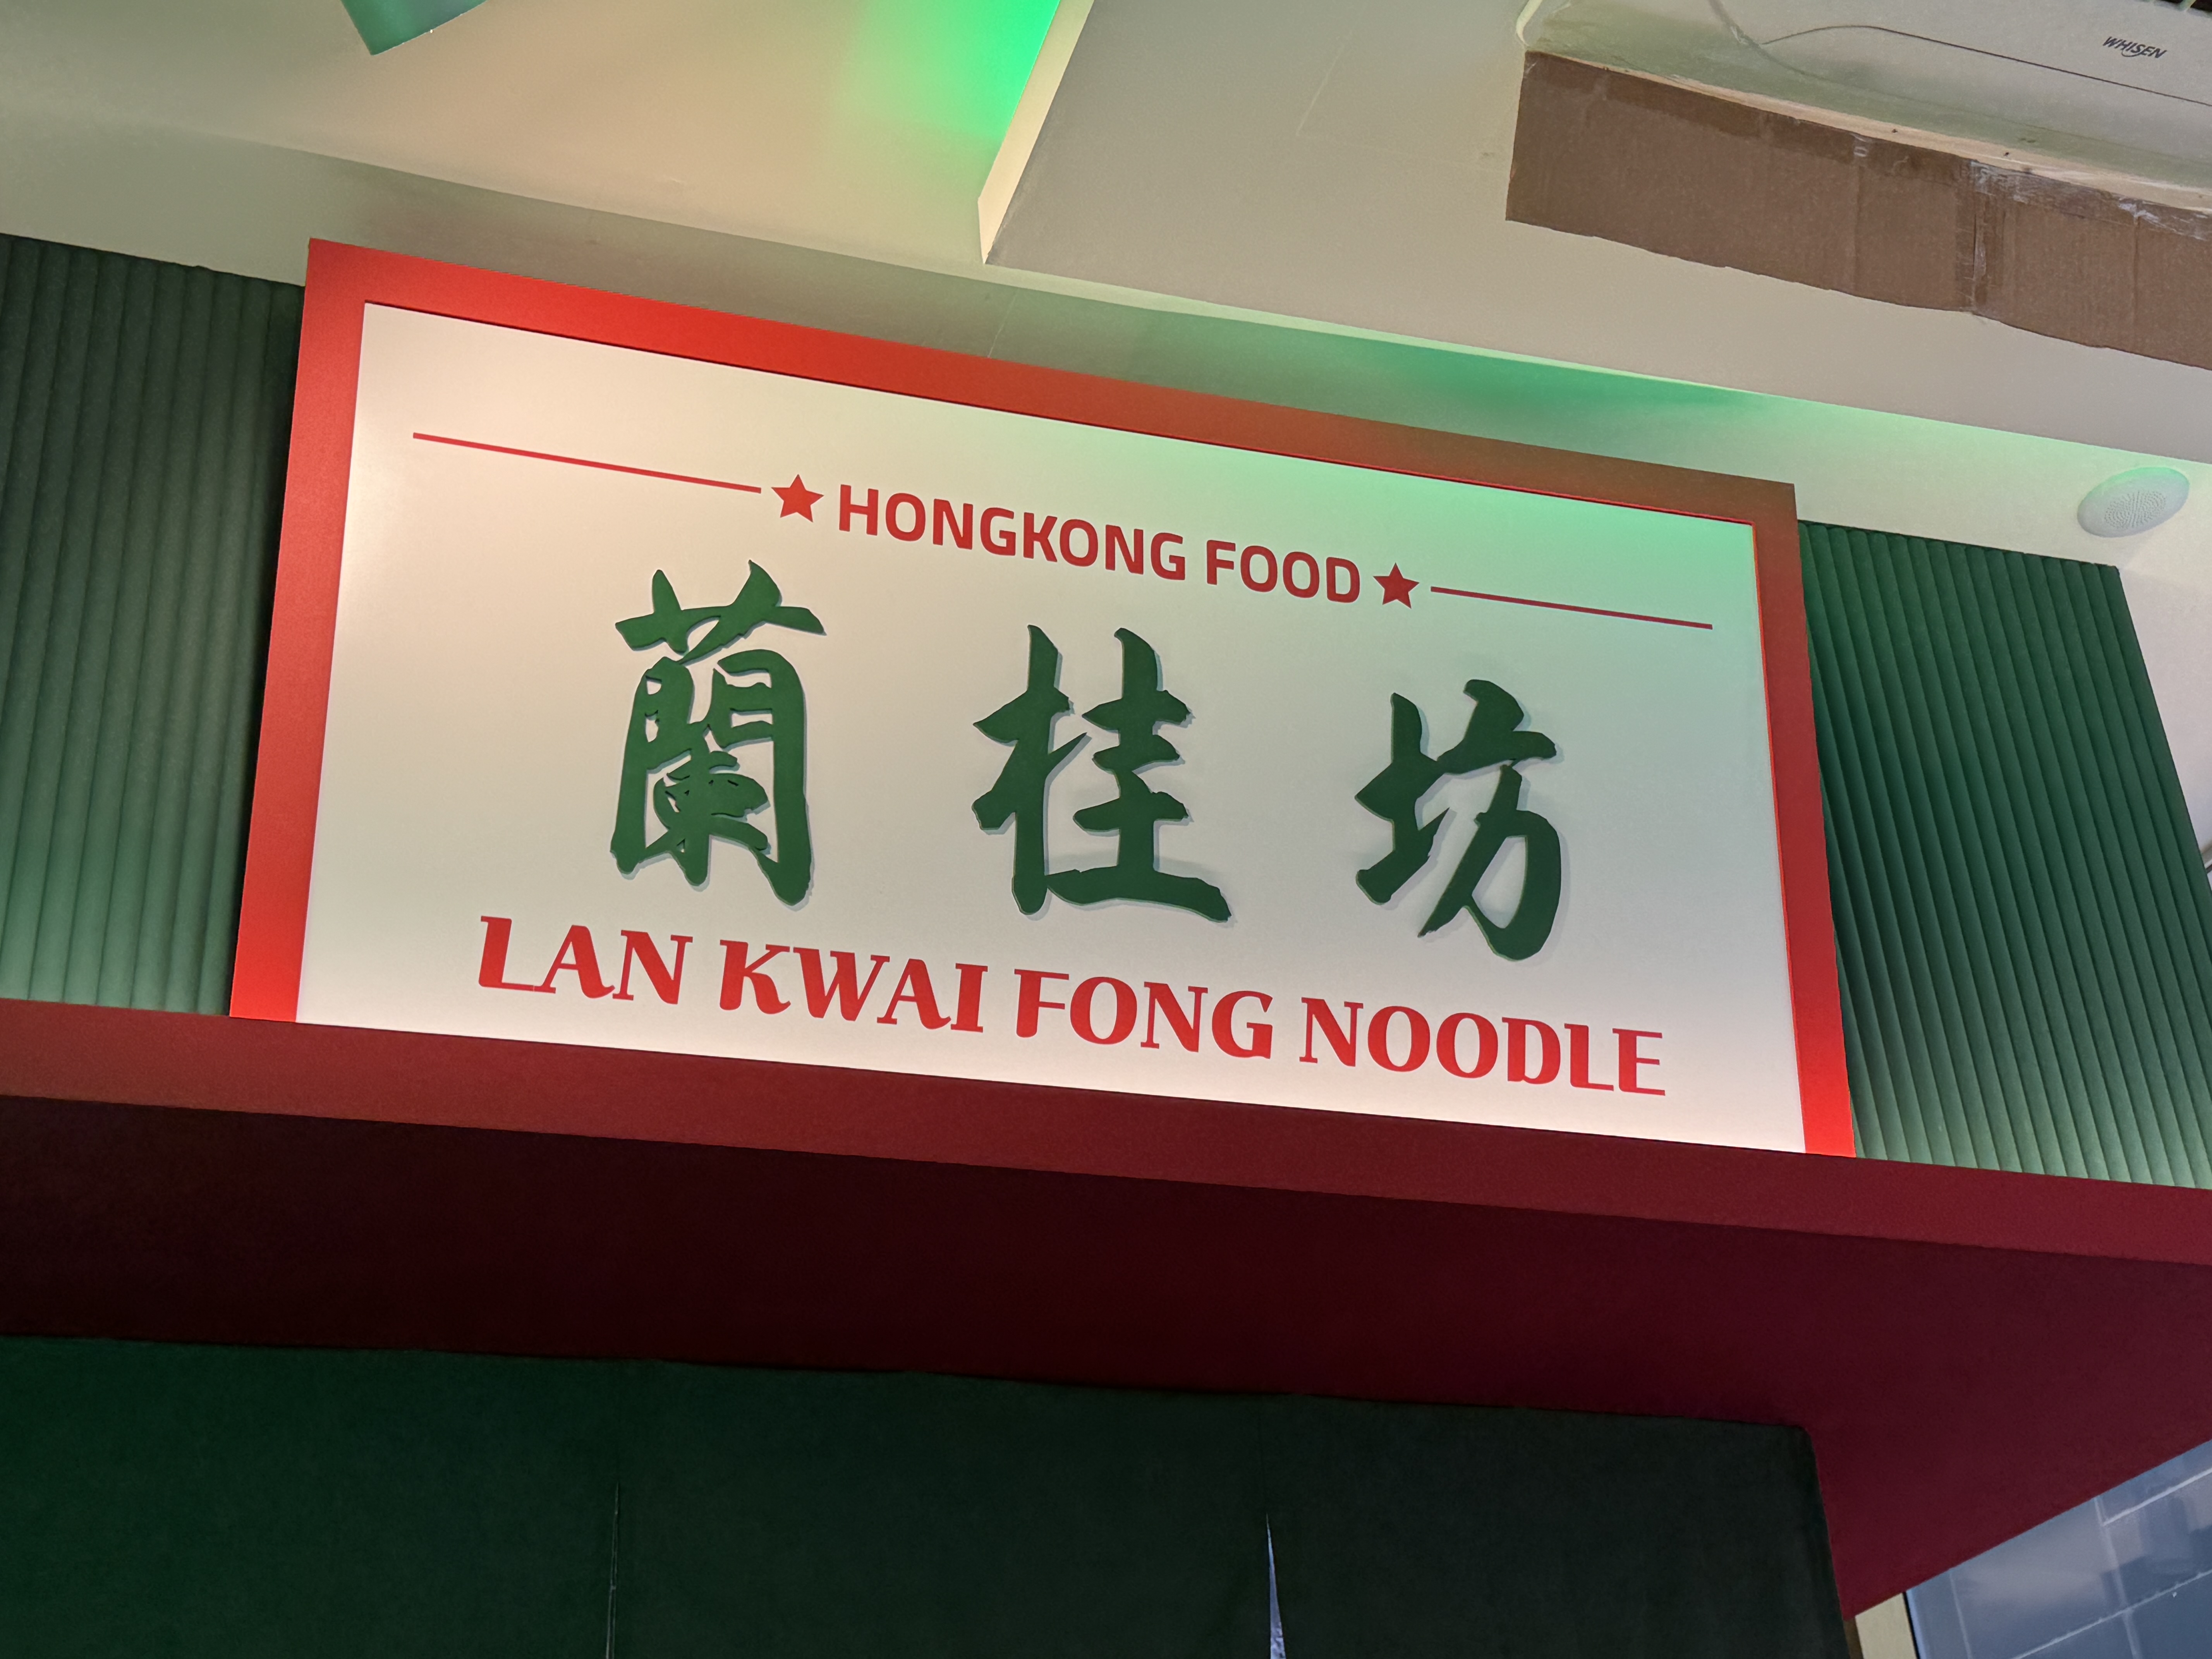 WHISEN
HONGKONG FOOD
蘭桂坊
LAN KWAI FONG NOODLE